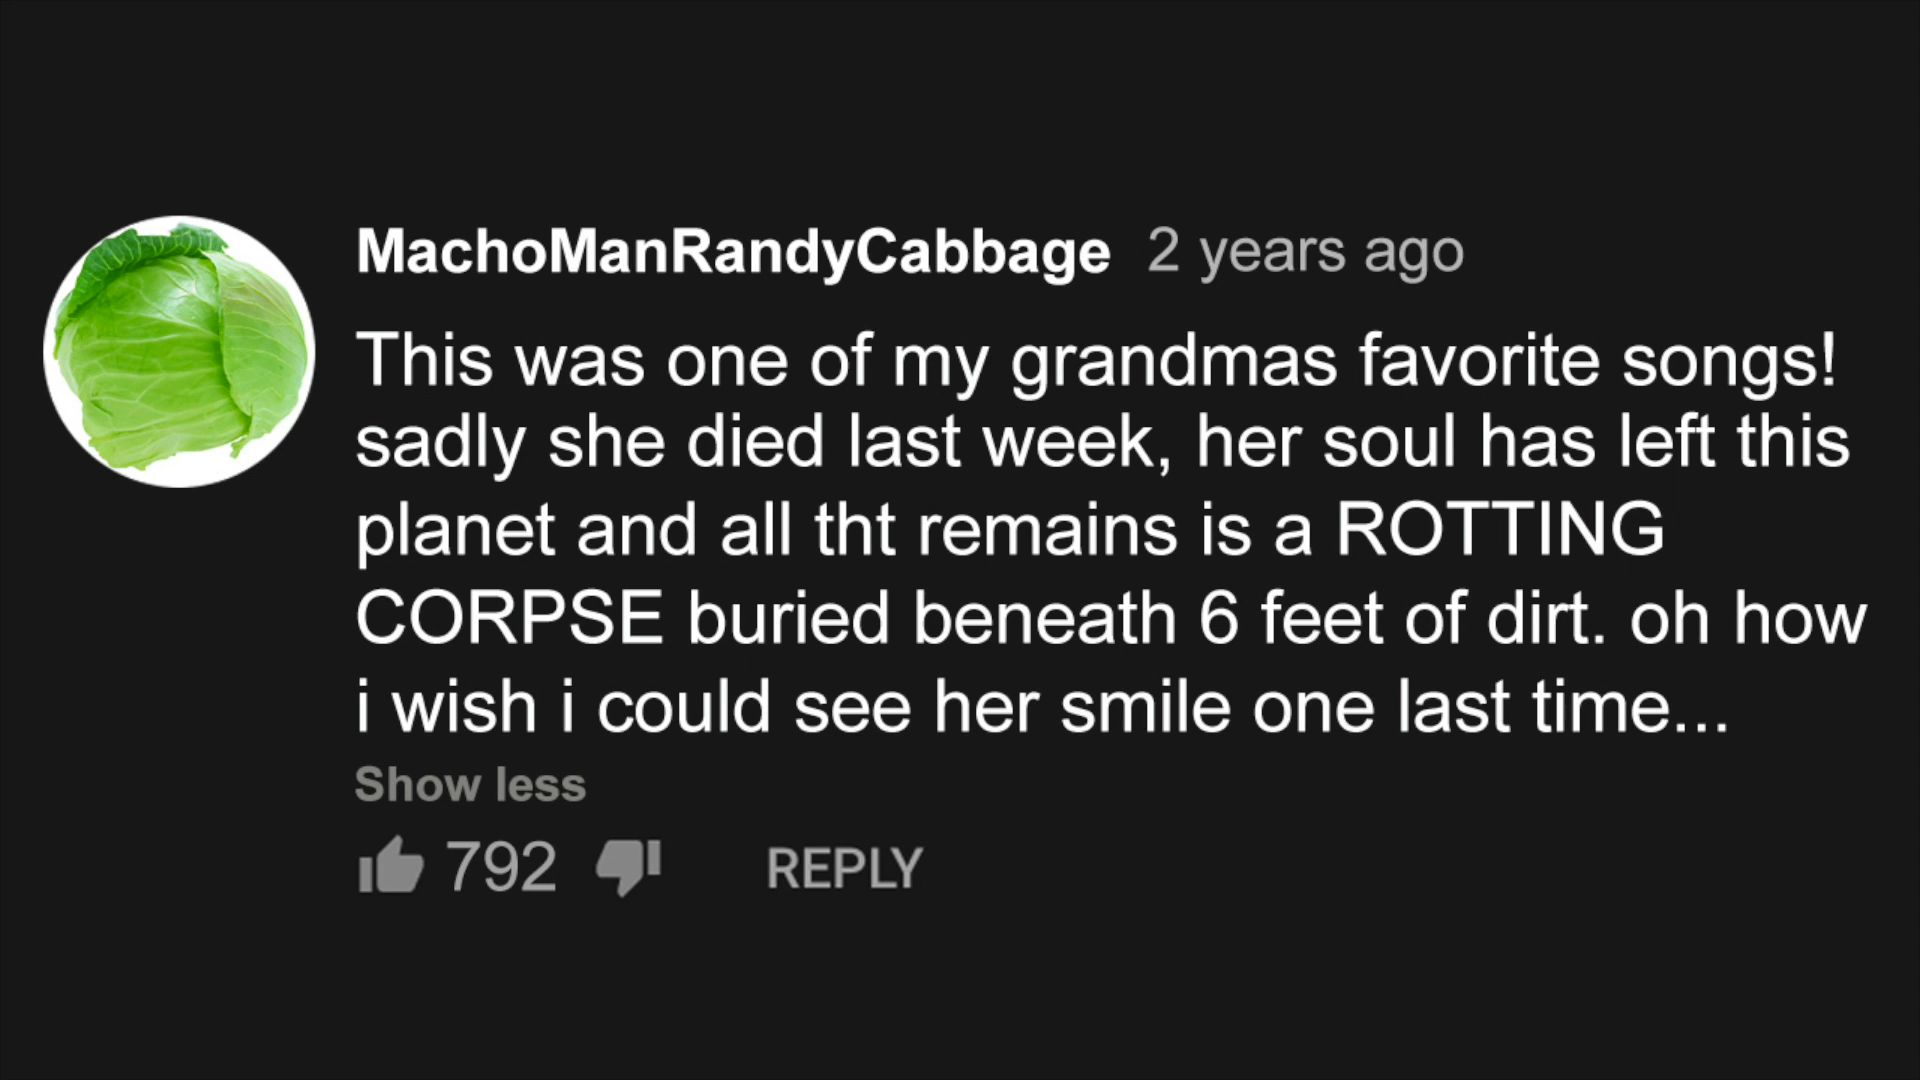 MachoManRandyCabbage 2 years ago
This was one of my grandmas favorite songs!
sadly she died last week, her soul has left this
planet and all tht remains is a ROTTING
CORPSE buried beneath 6 feet of dirt. oh how
i wish i could see her smile one last time...
Show less
792 REPLY